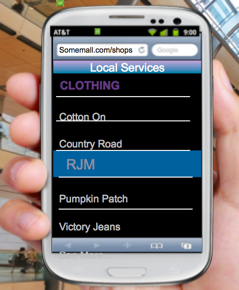 AT&T 9:00
Somemall.com/shops Google
Local Services
CLOTHING
Cotton On
Country Road
RJM
Pumpkin Patch
Victory Jeans